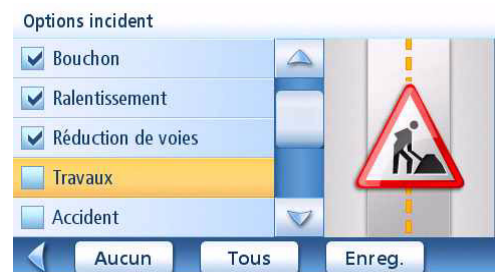 Options incident
Bouchon
Ralentissement
Réduction de voies
Travaux
Accident
Aucun Tous Enreg.